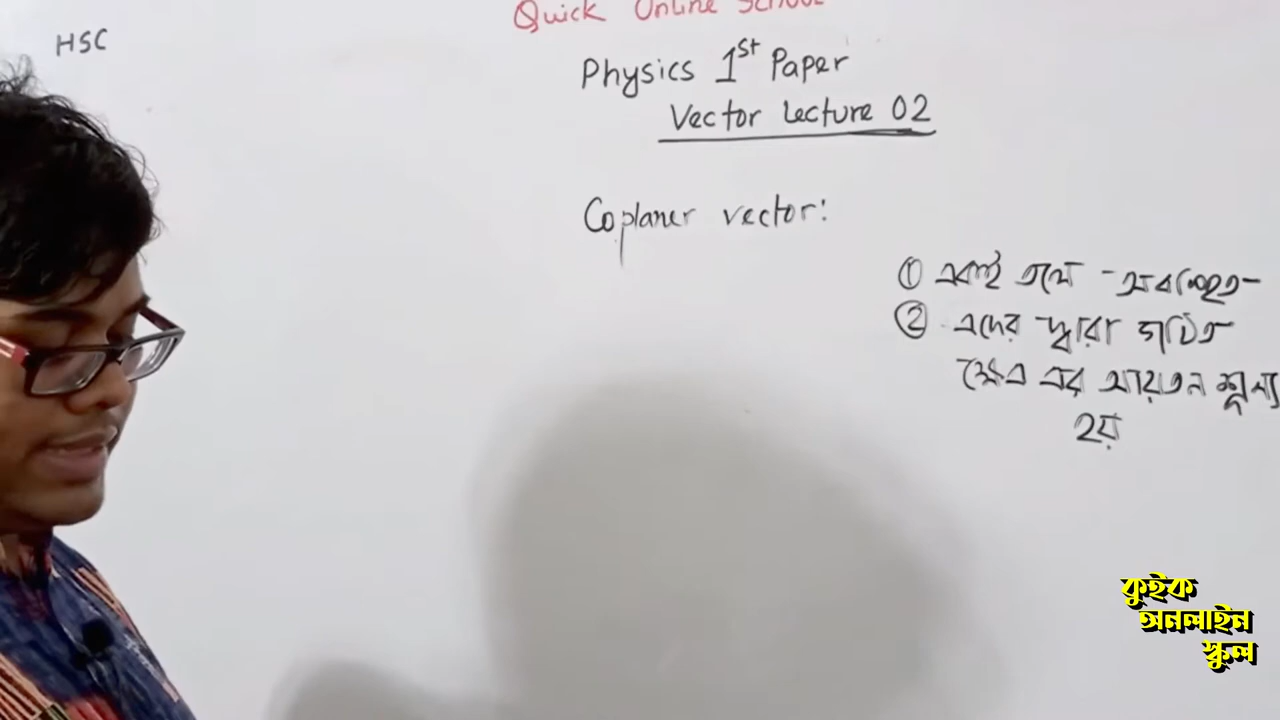 Quick Online School
HSC
Physics 1st Paper
Vector Lecture 02
Coplaner vector:
① একই তলে অবস্থিত
② এদের দ্বারা গঠিত
ক্ষেত্র এর আয়তন শূন্য
হয়
কুইক
অনলাইন
স্কুল